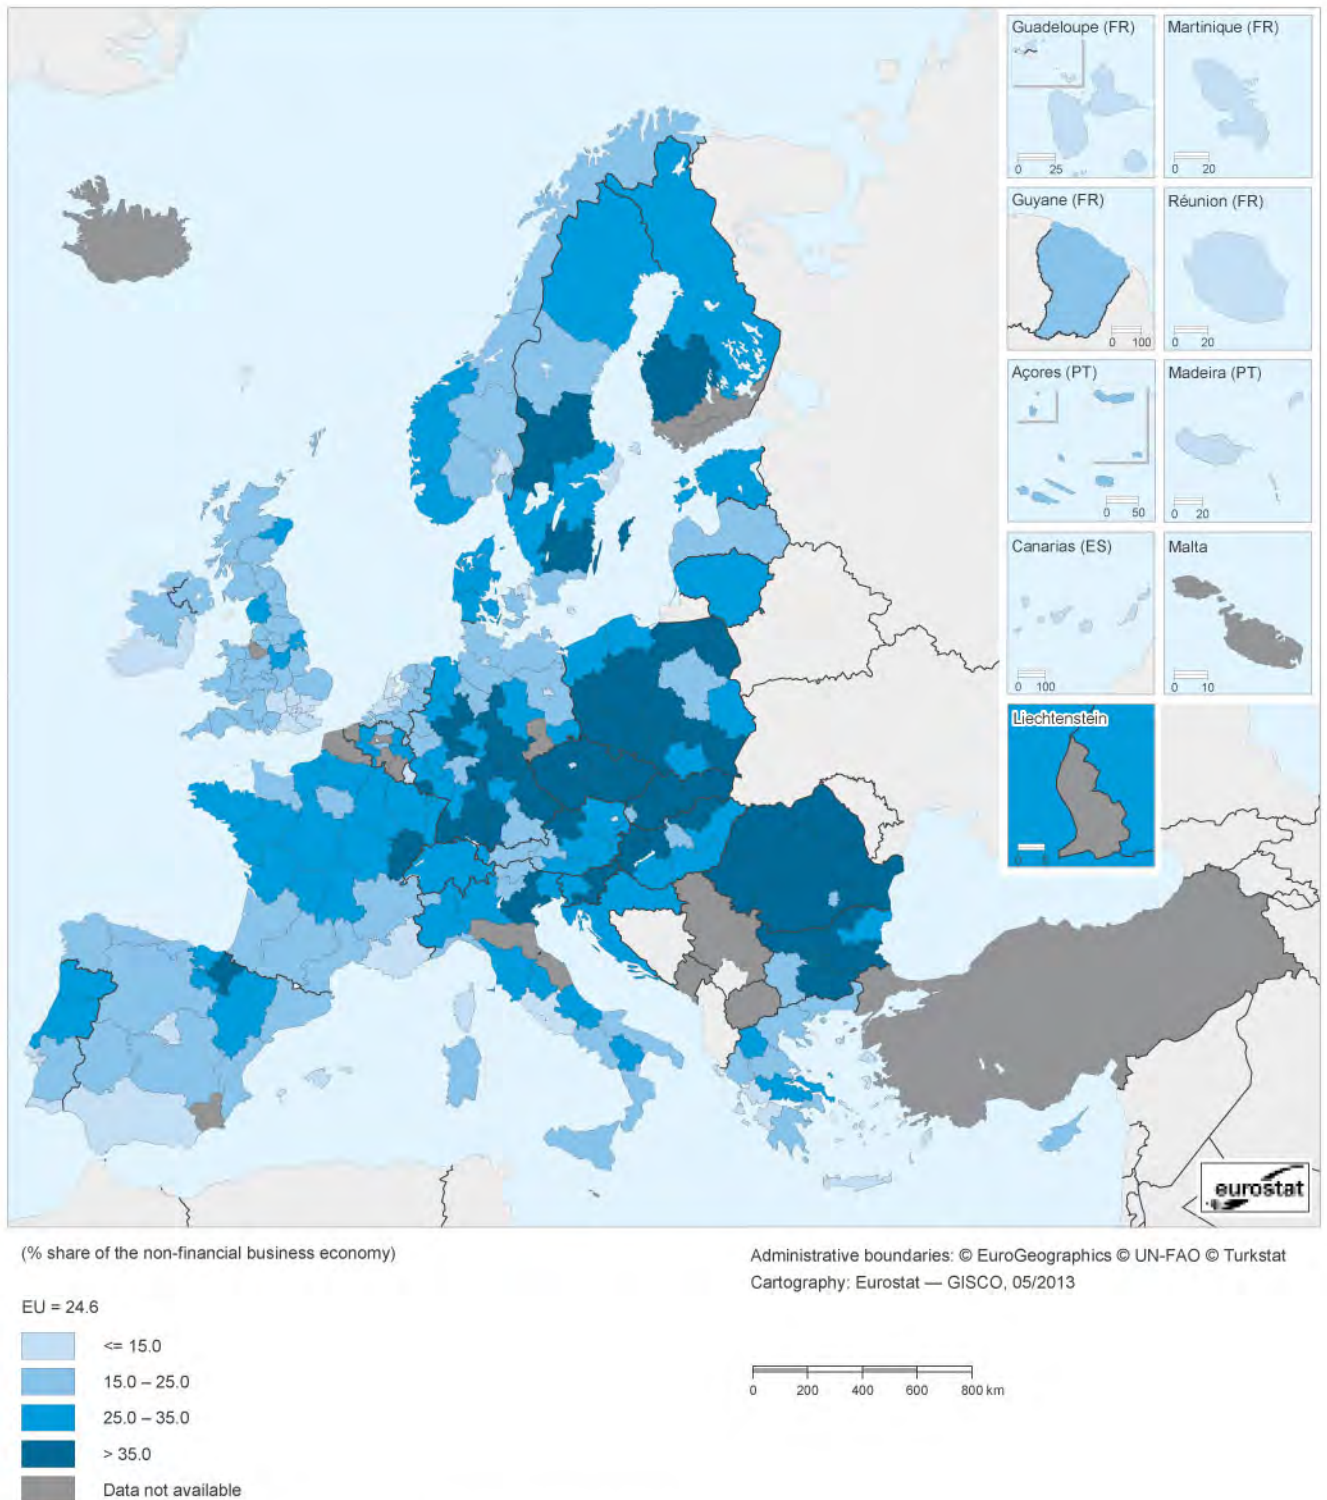 Guadeloupe (FR)
0 25
Martinique (FR)
0 20
Guyane (FR)
0 100
Réunion (FR)
0 20
Açores (PT)
0 50
Madeira (PT)
0 20
Canarias (ES)
0 100
Malta
0 10
Liechtenstein
eurostat
(% share of the non-financial business economy)
EU = 24.6
<= 15.0
15.0 – 25.0
25.0 – 35.0
> 35.0
Data not available
Administrative boundaries: © EuroGeographics © UN-FAO © Turkstat
Cartography: Eurostat — GISCO, 05/2013
0 200 400 600 800 km